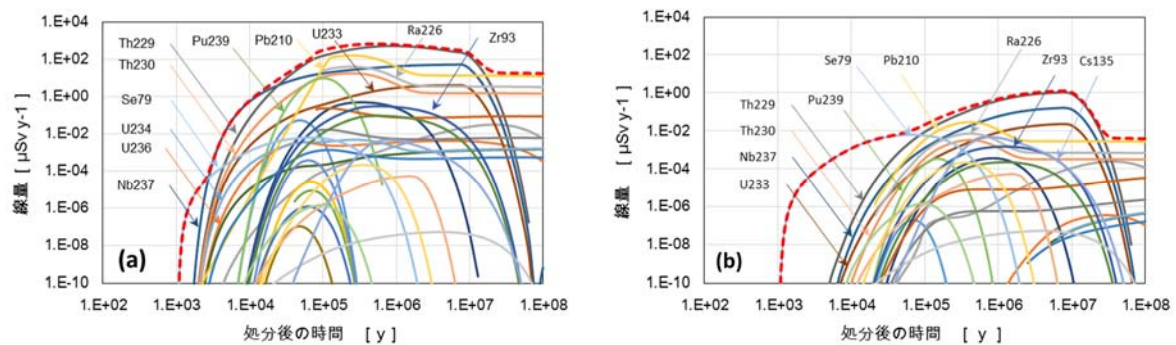 1.E+04
1.E+02
1.E+00
1.E-02
1.E-04
1.E-06
1.E-08
1.E-10
線量 [ μSv y-1 ]
Th229
Th230
Se79
U234
U236
Nb237
Pu239
Pb210
U233
Ra226
Zr93
(a)
1.E+02 1.E+03 1.E+04 1.E+05 1.E+06 1.E+07 1.E+08
処分後の時間 [ y ]
1.E+04
1.E+02
1.E+00
1.E-02
1.E-04
1.E-06
1.E-08
1.E-10
線量 [ μSv y-1 ]
Th229
Th230
Nb237
U233
Pu239
Se79
Pb210
Ra226
Zr93
Cs135
(b)
1.E+02 1.E+03 1.E+04 1.E+05 1.E+06 1.E+07 1.E+08
処分後の時間 [ y ]